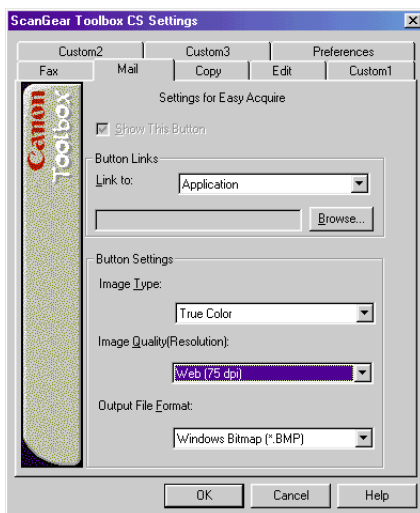 ScanGear Toolbox CS Settings
Custom2 Custom3 Preferences
Fax Mail Copy Edit Custom1
Canon
Toolbox
Settings for Easy Acquire
Show This Button
Button Links
Link to: Application
Browse...
Button Settings
Image Type:
True Color
Image Quality(Resolution):
Web (75 dpi)
Output File Format:
Windows Bitmap (*.BMP)
OK Cancel Help